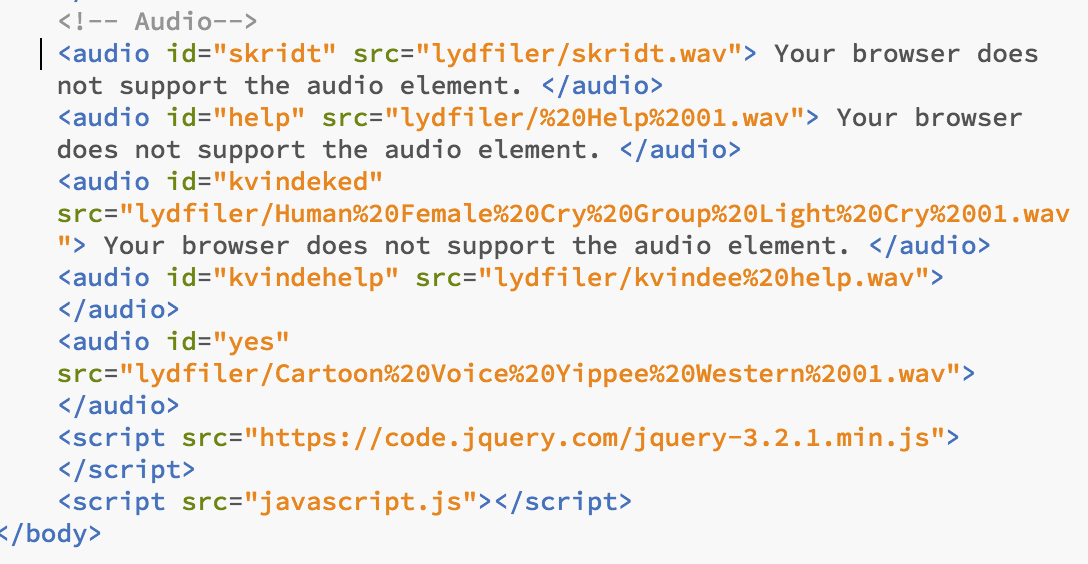 <!-- Audio-->
<audio id="skridt" src="lydfiler/skridt.wav"> Your browser does
not support the audio element. </audio>
<audio id="help" src="lydfiler/%20Help%2001.wav"> Your browser
does not support the audio element. </audio>
<audio id="kvindeked"
src="lydfiler/Human%20Female%20Cry%20Group%20Light%20Cry%2001.wav
"> Your browser does not support the audio element. </audio>
<audio id="kvindehelp" src="lydfiler/kvindee%20help.wav">
</audio>
<audio id="yes"
src="lydfiler/Cartoon%20Voice%20Yippee%20Western%2001.wav">
</audio>
<script src="https://code.jquery.com/jquery-3.2.1.min.js">
</script>
<script src="javascript.js"></script>
</body>